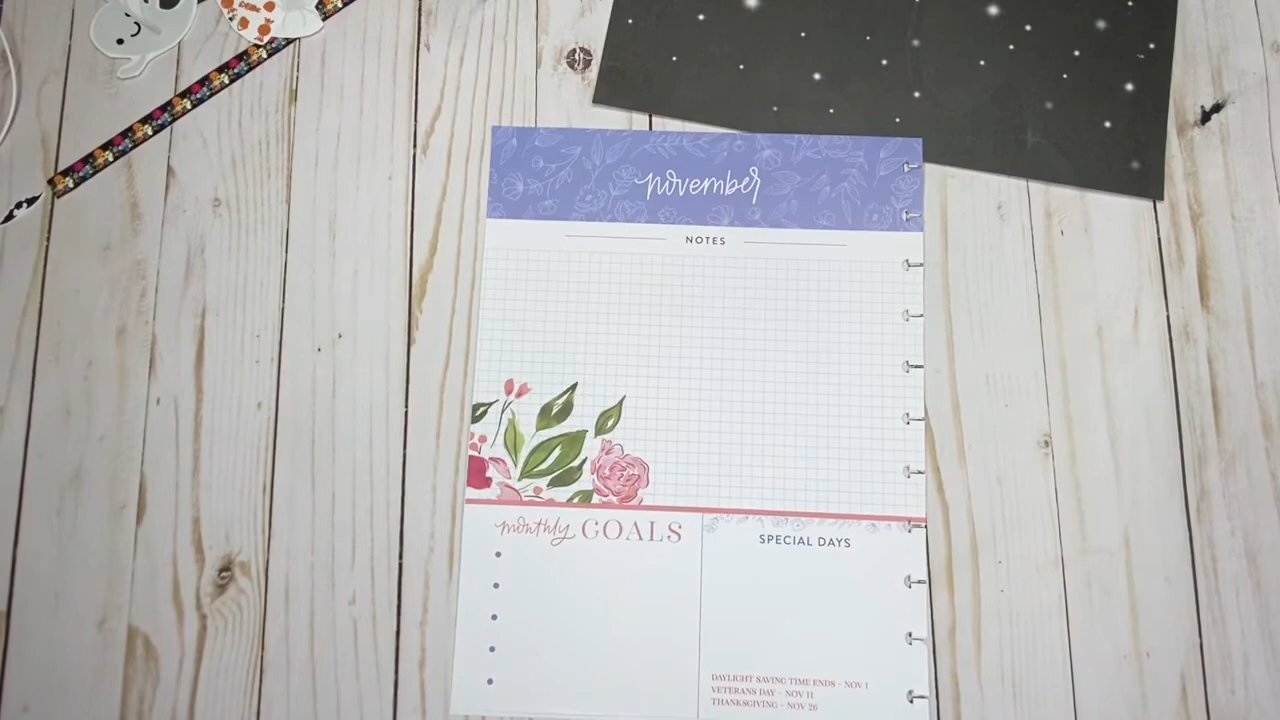 november
NOTES
monthly GOALS
SPECIAL DAYS
DAYLIGHT SAVING TIME ENDS - NOV 1
VETERANS DAY - NOV 11
THANKSGIVING - NOV 26